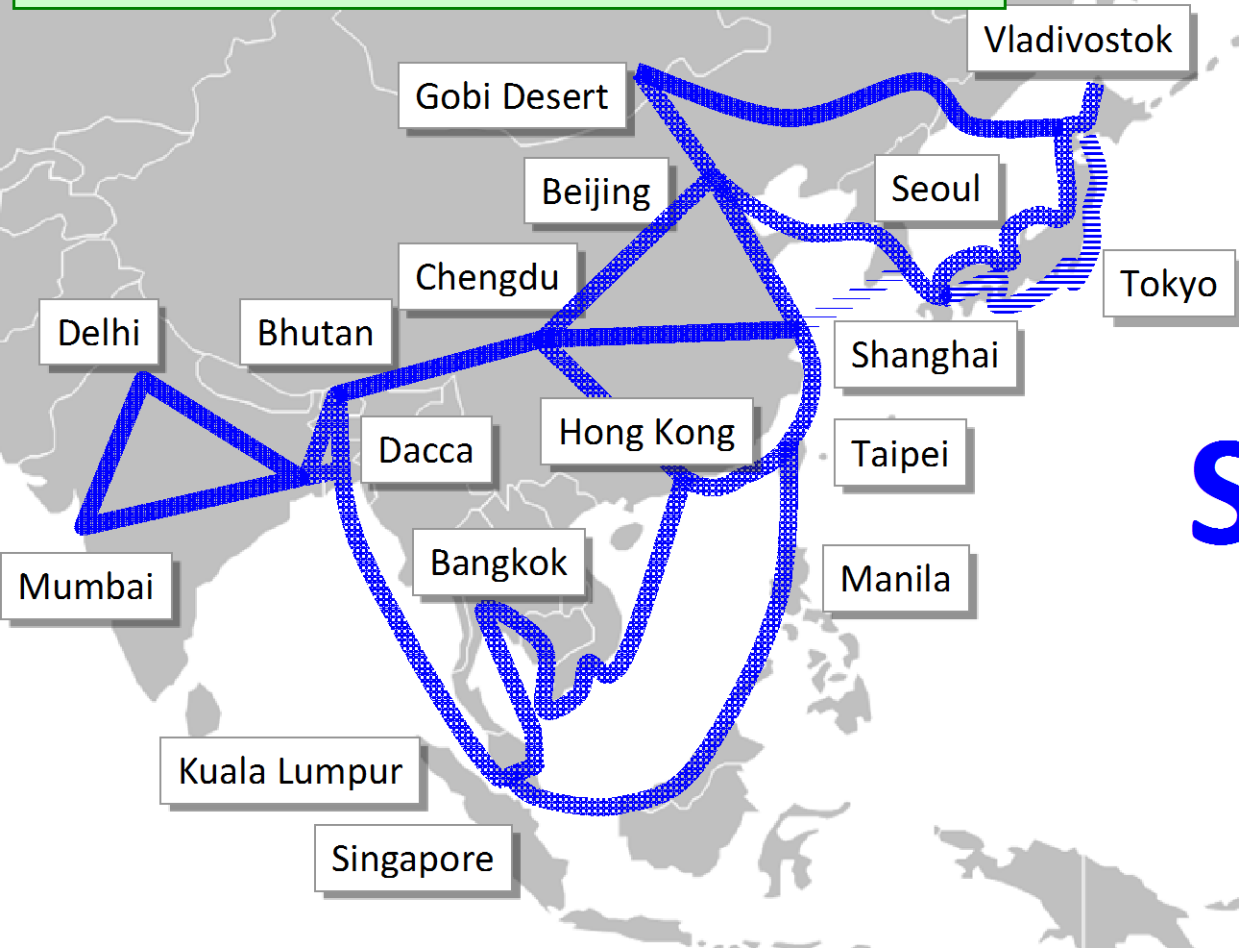 Vladivostok
Gobi Desert
Beijing
Seoul
Chengdu
Tokyo
Delhi
Bhutan
Shanghai
Hong Kong
Dacca
Taipei
S
Bangkok
Manila
Mumbai
Kuala Lumpur
Singapore